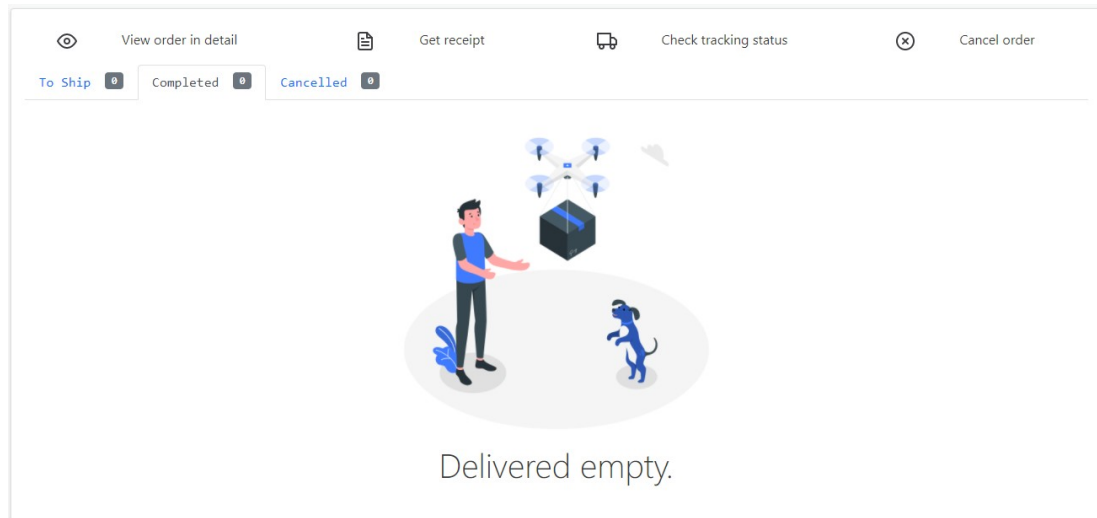 View order in detail Get receipt Check tracking status Cancel order
To Ship 0 Completed 0 Cancelled 0
Delivered empty.